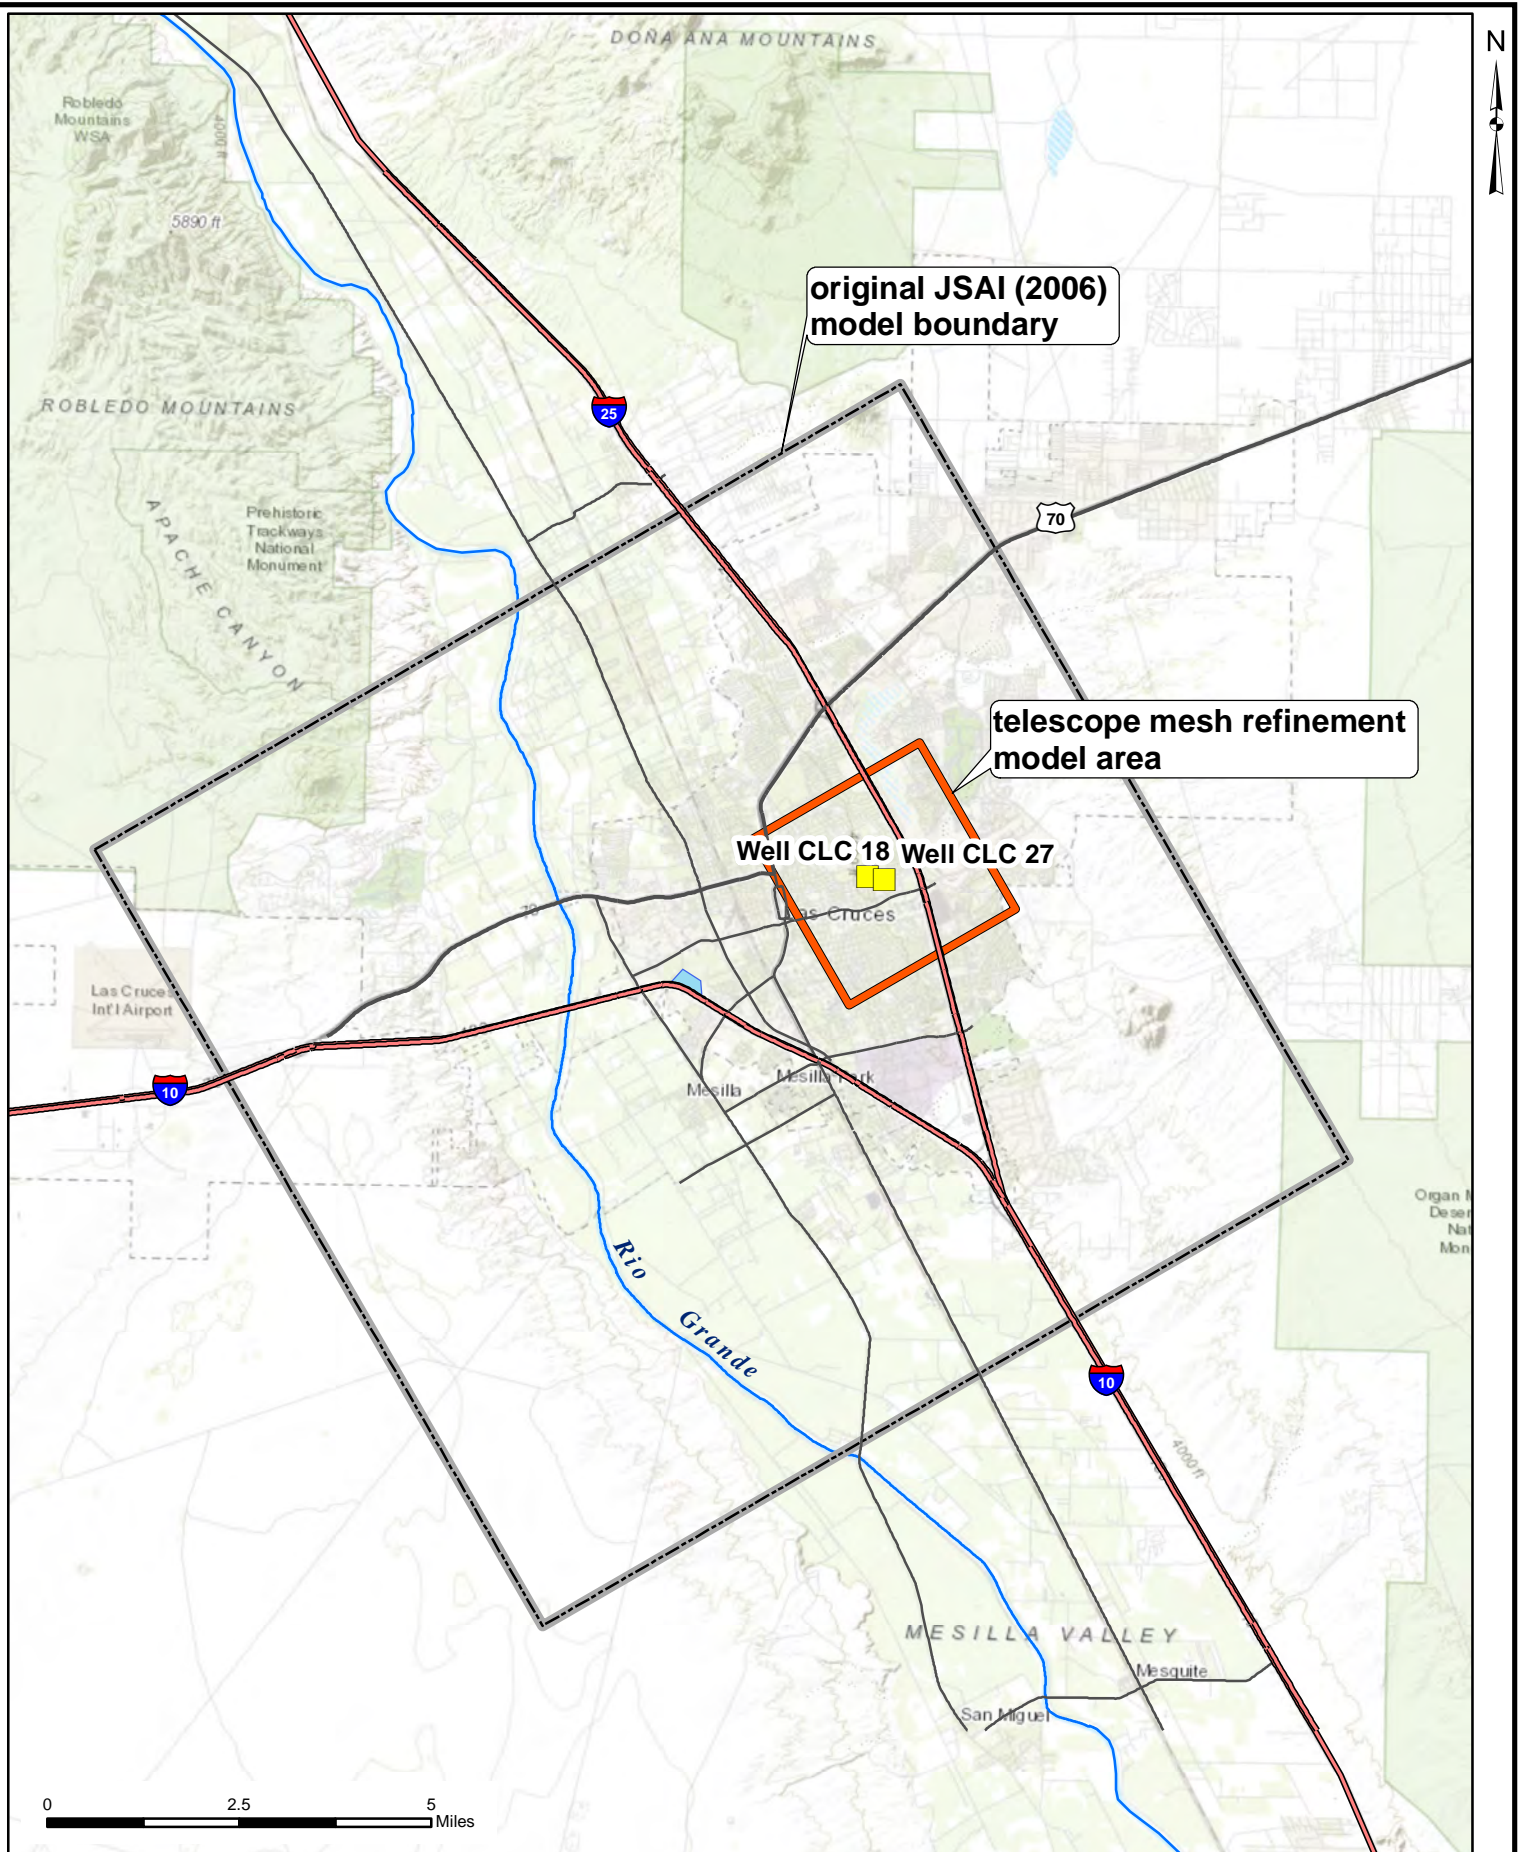 DOÑA ANA MOUNTAINS
N
Robledo
Mountains
WSA
4000 ft
5890 ft
original JSAI (2006)
model boundary
ROBLEDO MOUNTAINS
25
70
APACHE CANYON
Prehistoric
Trackways
National
Monument
telescope mesh refinement
model area
Well CLC 18
Well CLC 27
Las Cruces
70
Las Cruces
Int'l Airport
10
Mesilla
Mesilla Park
Organ M
Deser
Nat
Mon
Rio
Grande
10
4000 ft
MESILLA VALLEY
Mesquite
San Miguel
0
2.5
5
Miles